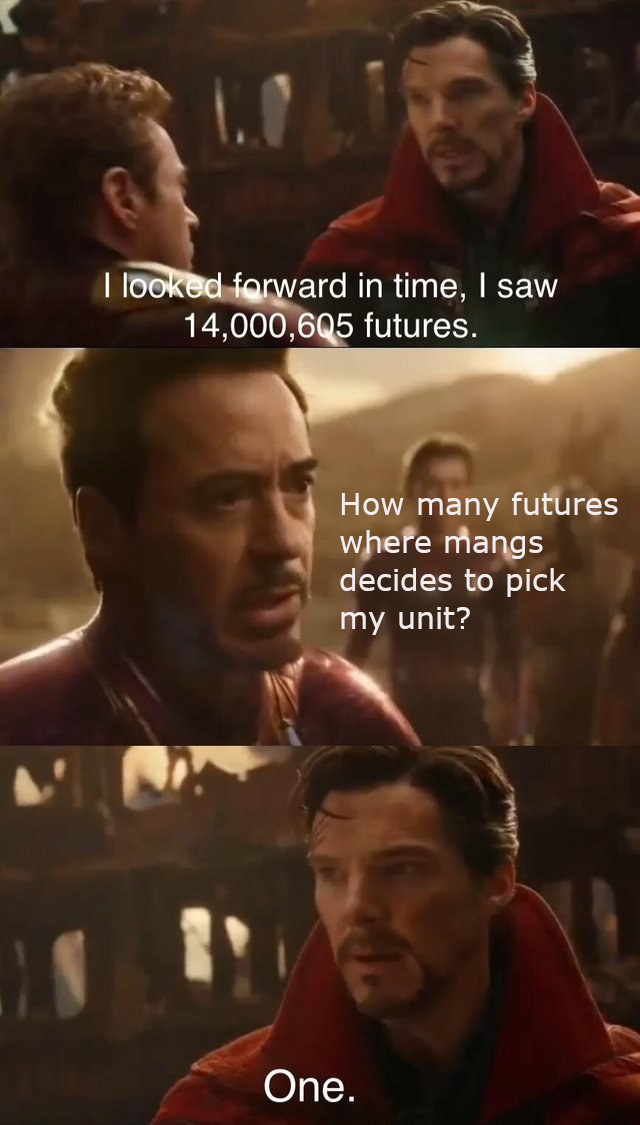 I looked forward in time, I saw
14,000,605 futures.
How many futures
where mangs
decides to pick
my unit?
One.